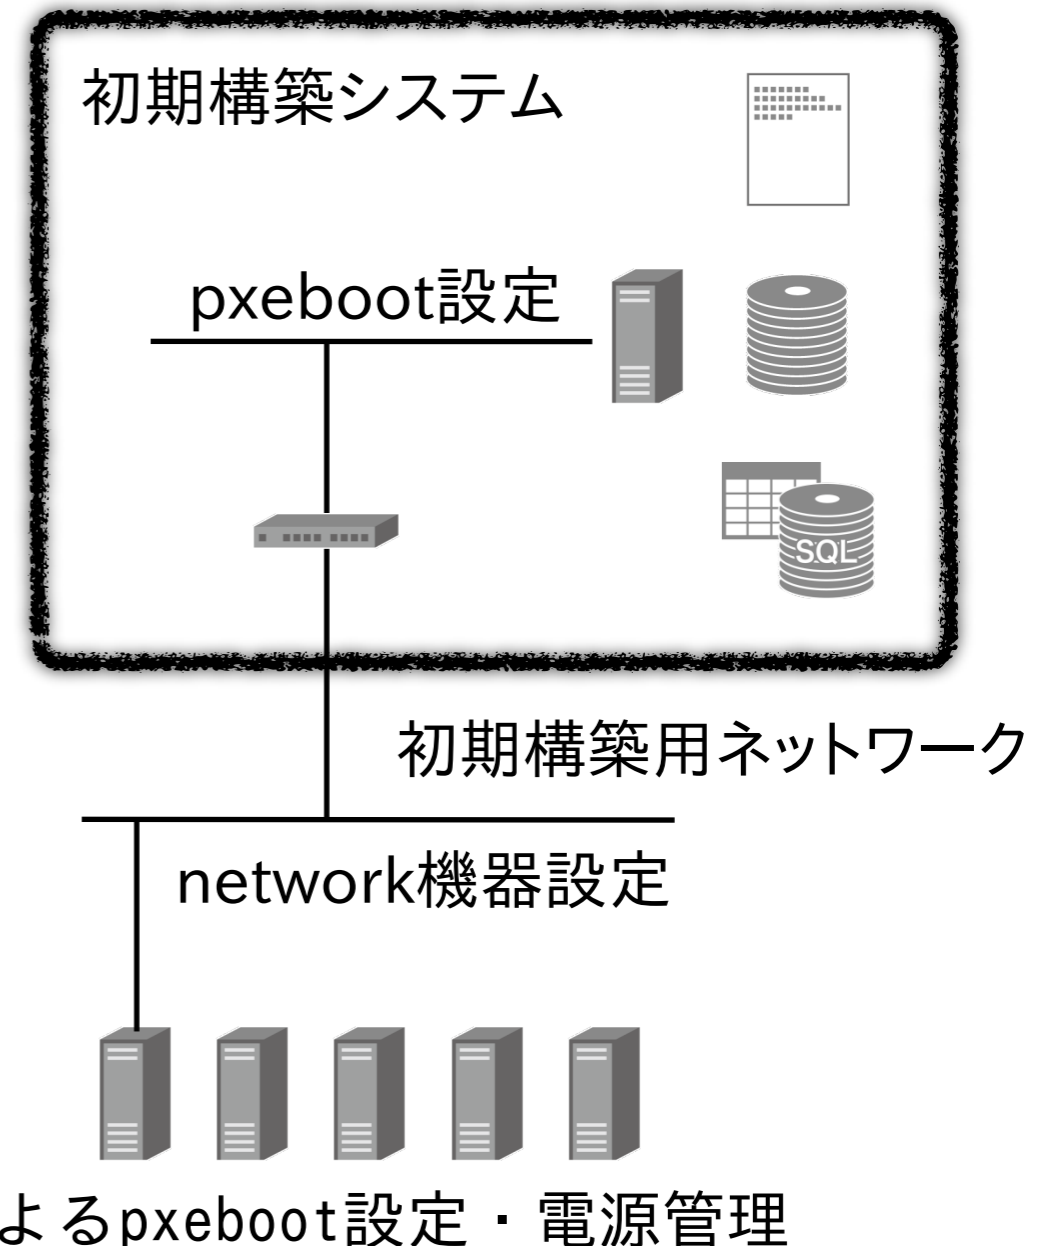 初期構築システム
pxeboot設定
SQL
初期構築用ネットワーク
network機器設定
よるpxeboot設定・電源管理